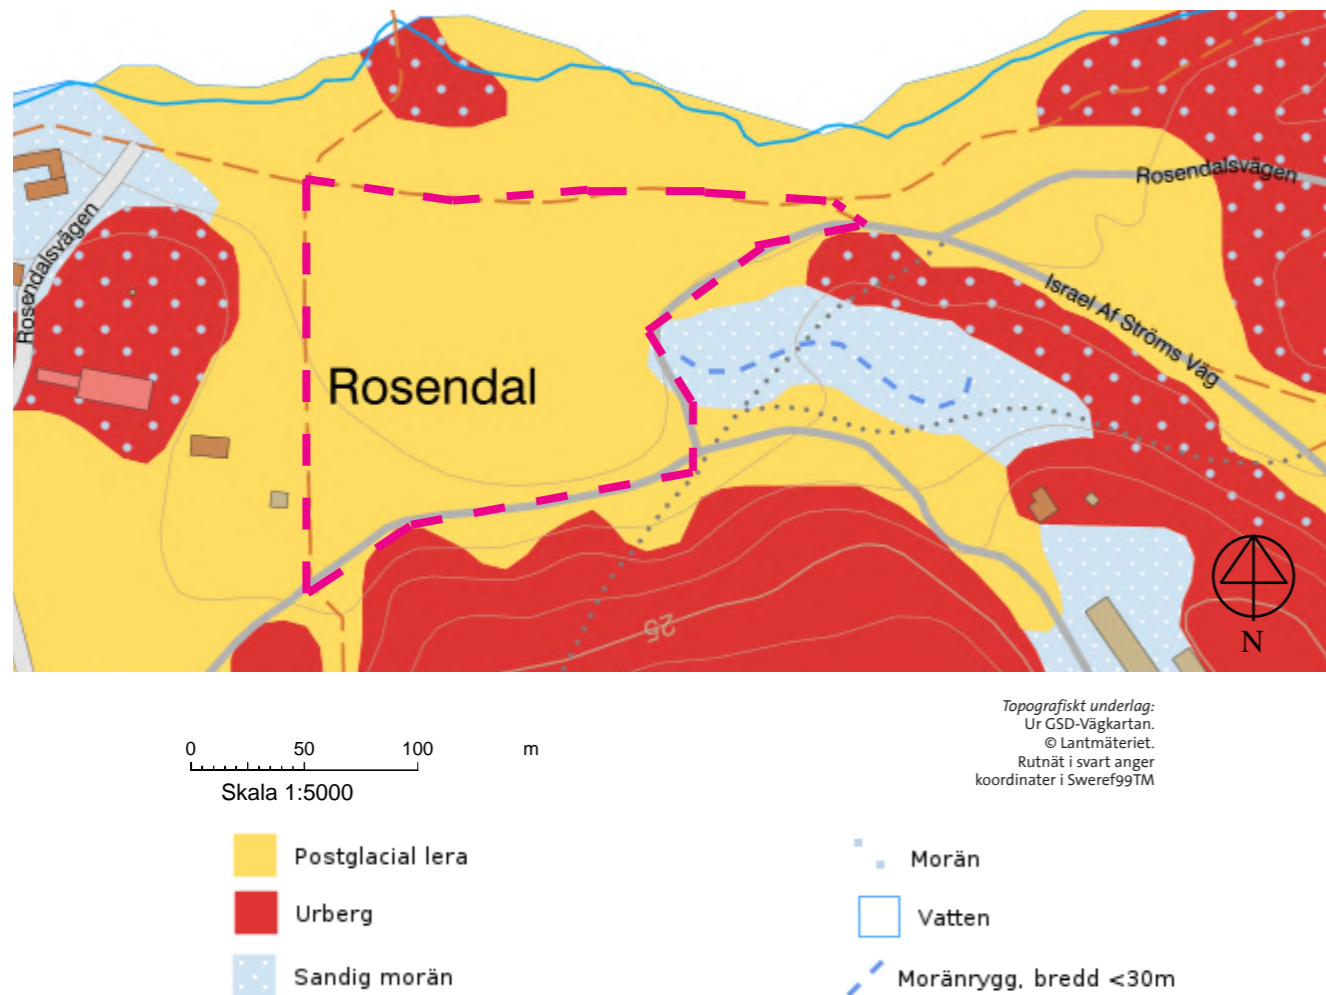 Rosendalsvägen
Rosendalsvägen
Israel Af Ströms Väg
Rosendal
25
N
Topografiskt underlag:
Ur GSD-Vägkartan.
© Lantmäteriet.
Rutnät i svart anger
koordinater i Sweref99TM
0 50 100 m
Skala 1:5000
Postglacial lera
Morän
Urberg
Vatten
Sandig morän
Moränrygg, bredd <30m